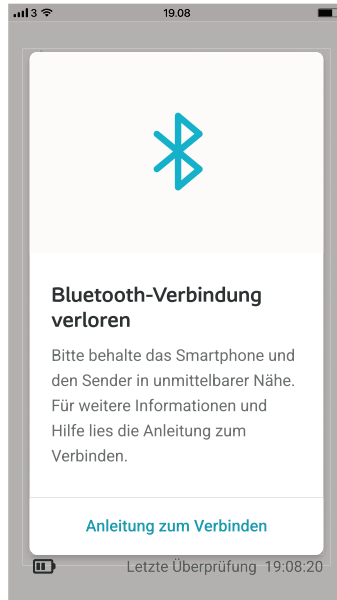 3 19.08
Bluetooth-Verbindung
verloren
Bitte behalte das Smartphone und
den Sender in unmittelbarer Nähe.
Für weitere Informationen und
Hilfe lies die Anleitung zum
Verbinden.
Anleitung zum Verbinden
Letzte Überprüfung 19:08:20